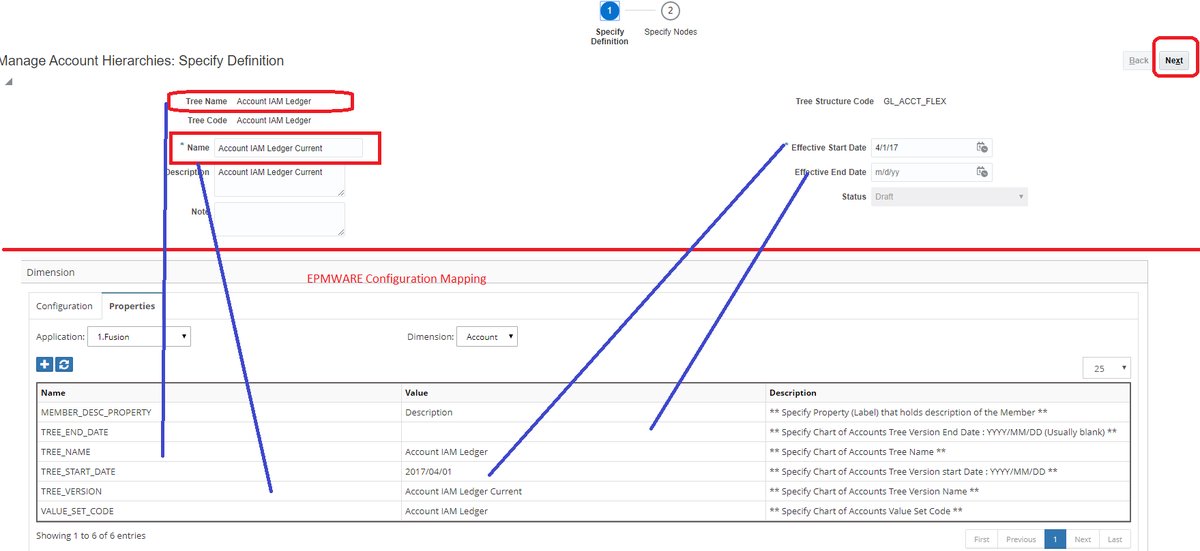 1 2
Specify Definition Specify Nodes
Manage Account Hierarchies: Specify Definition
Back Next
Tree Name Account IAM Ledger
Tree Structure Code GL_ACCT_FLEX
Tree Code Account IAM Ledger
* Name Account IAM Ledger Current
* Effective Start Date 4/1/17
Description Account IAM Ledger Current
Effective End Date m/d/yy
Status Draft
Note
Dimension
EPMWARE Configuration Mapping
Configuration Properties
Application: 1.Fusion Dimension: Account
25
Name Value Description
MEMBER_DESC_PROPERTY Description ** Specify Property (Label) that holds description of the Member **
TREE_END_DATE ** Specify Chart of Accounts Tree Version End Date : YYYY/MM/DD (Usually blank) **
TREE_NAME Account IAM Ledger ** Specify Chart of Accounts Tree Name **
TREE_START_DATE 2017/04/01 ** Specify Chart of Accounts Tree Version start Date : YYYY/MM/DD **
TREE_VERSION Account IAM Ledger Current ** Specify Chart of Accounts Tree Version Name **
VALUE_SET_CODE Account IAM Ledger ** Specify Chart of Accounts Value Set Code **
Showing 1 to 6 of 6 entries
First Previous 1 Next Last